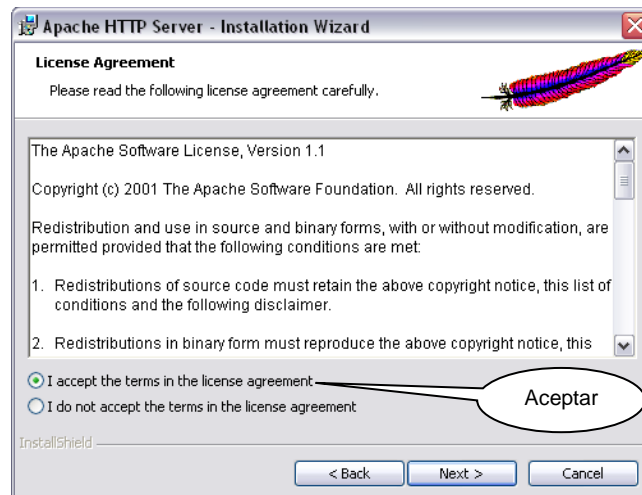 Apache HTTP Server - Installation Wizard
License Agreement
Please read the following license agreement carefully.
The Apache Software License, Version 1.1
Copyright (c) 2001 The Apache Software Foundation.  All rights reserved.
Redistribution and use in source and binary forms, with or without modification, are
permitted provided that the following conditions are met:
1.  Redistributions of source code must retain the above copyright notice, this list of
conditions and the following disclaimer.
2.  Redistributions in binary form must reproduce the above copyright notice, this
I accept the terms in the license agreement
Aceptar
I do not accept the terms in the license agreement
InstallShield
< Back
Next >
Cancel